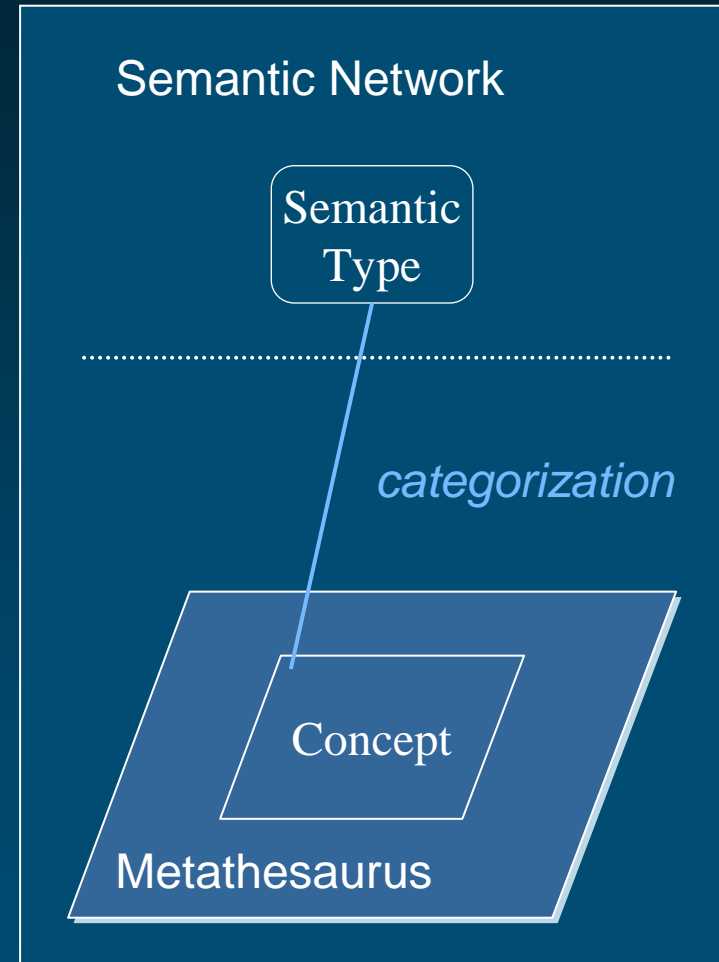 Semantic Network
Semantic
Type
categorization
Concept
Metathesaurus